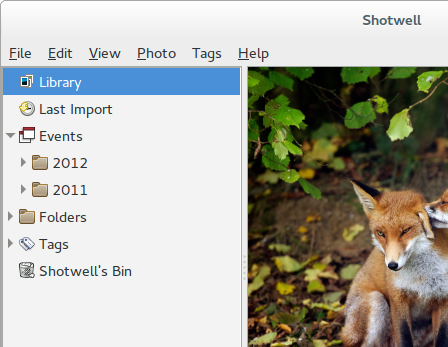 Shotwell
File Edit View Photo Tags Help
Library
Last Import
Events
2012
2011
Folders
Tags
Shotwell's Bin